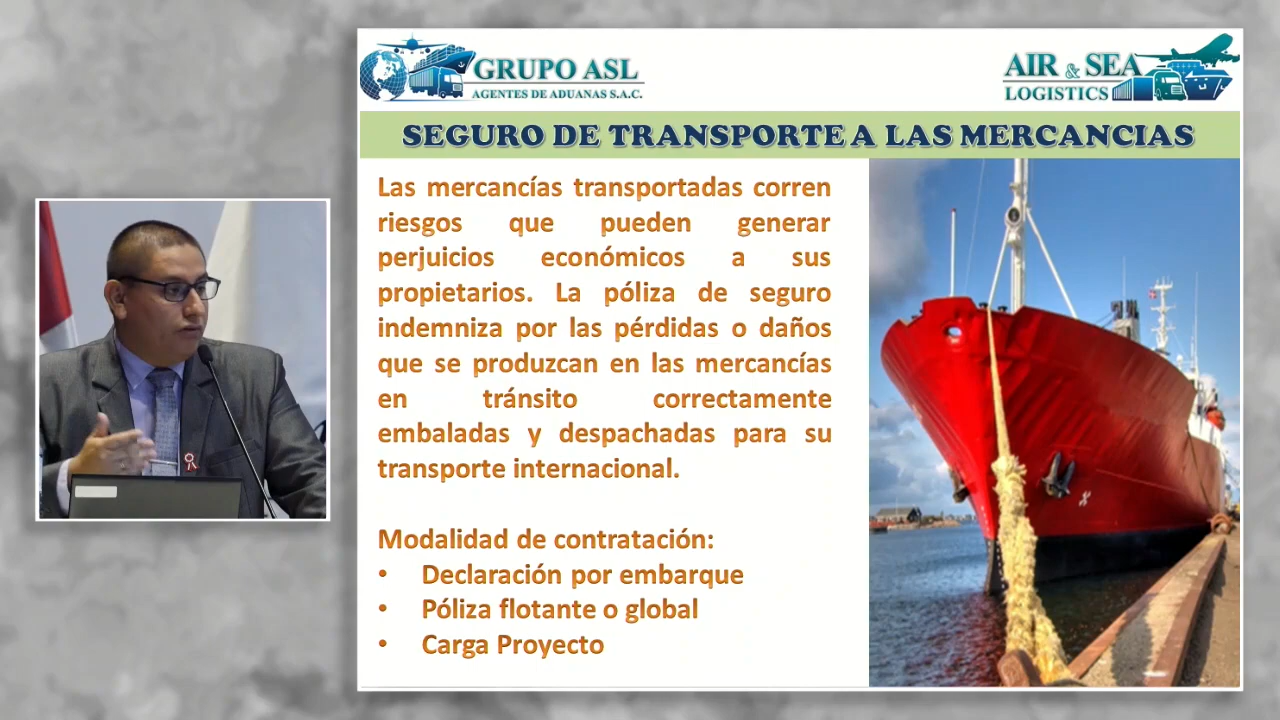 GRUPO ASL
AGENTES DE ADUANAS S.A.C.
AIR & SEA
LOGISTICS
SEGURO DE TRANSPORTE A LAS MERCANCIAS
Las mercancías transportadas corren
riesgos que pueden generar
perjuicios económicos a sus
propietarios. La póliza de seguro
indemniza por las pérdidas o daños
que se produzcan en las mercancías
en tránsito correctamente
embaladas y despachadas para su
transporte internacional.
Modalidad de contratación:
• Declaración por embarque
• Póliza flotante o global
• Carga Proyecto